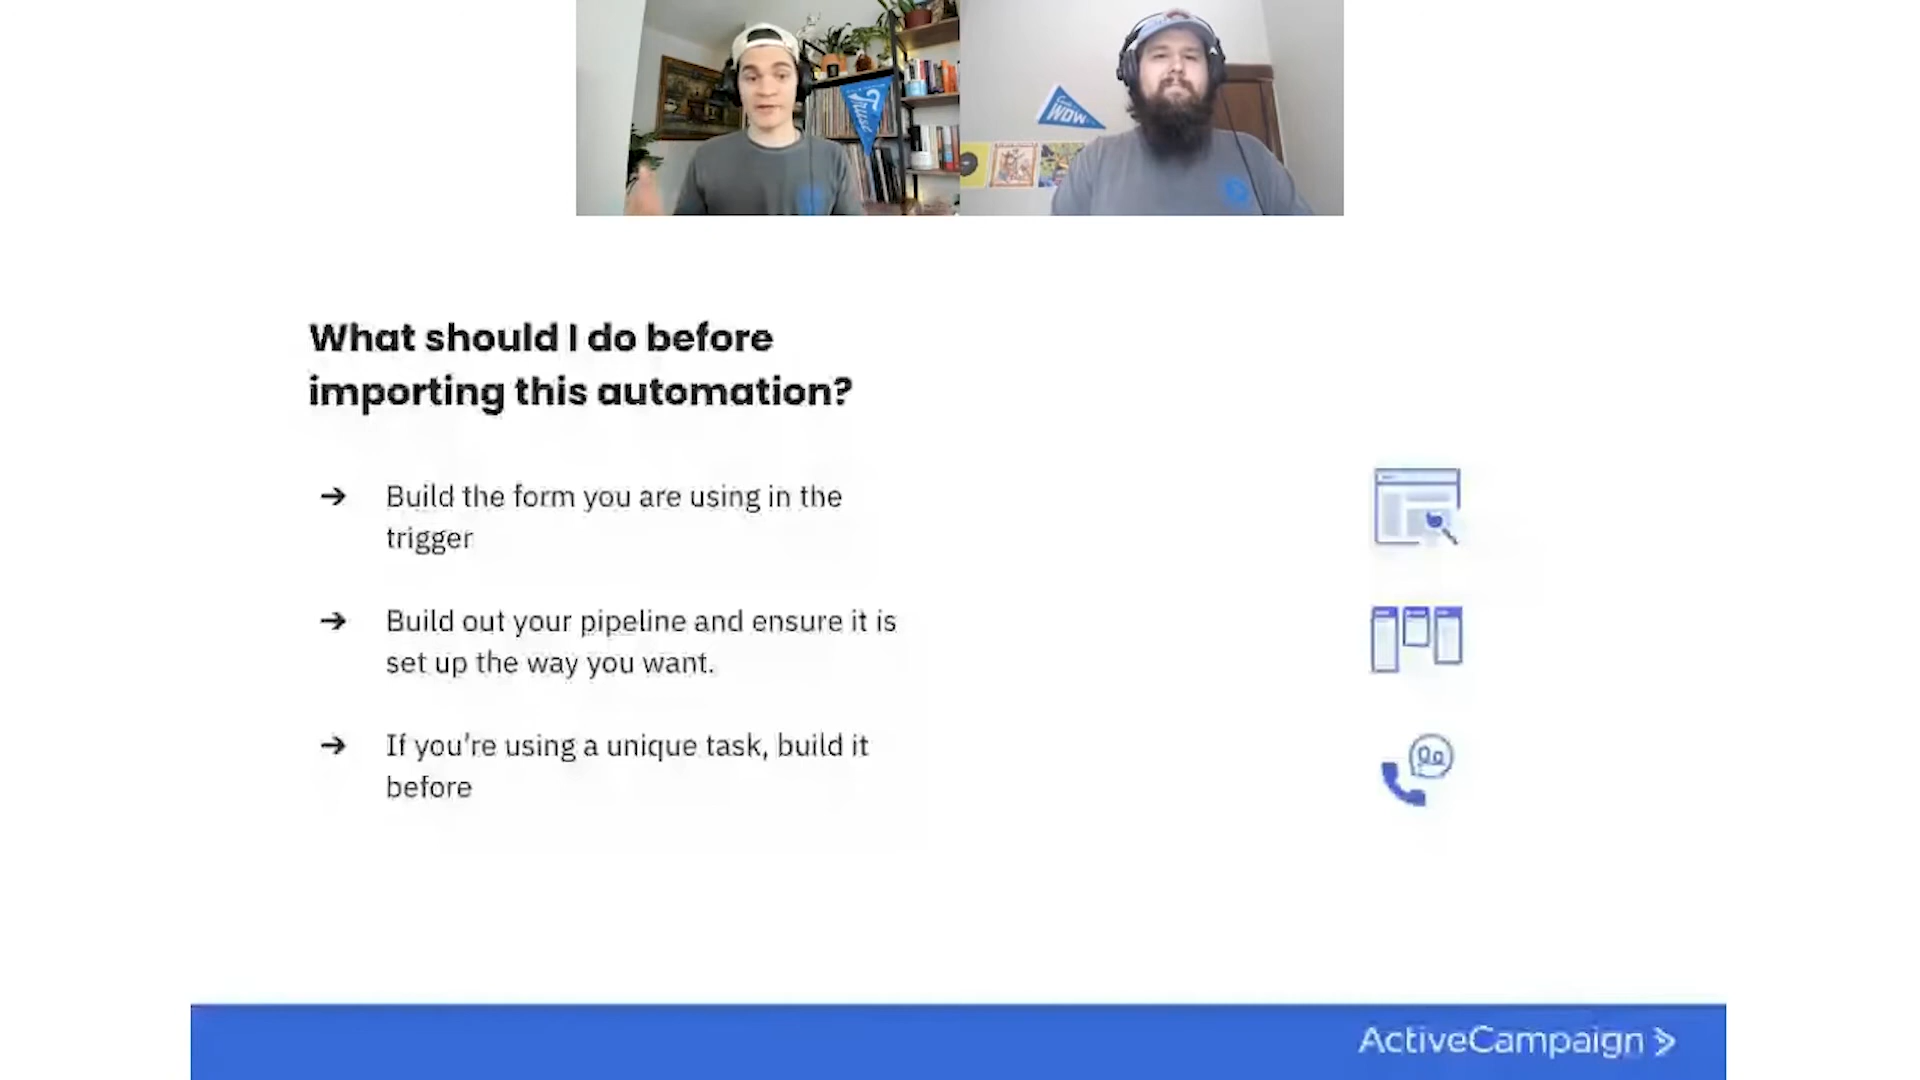 Trust
WOW
What should I do before
importing this automation?
➔ Build the form you are using in the
trigger
➔ Build out your pipeline and ensure it is
set up the way you want.
➔ If you’re using a unique task, build it
before
ActiveCampaign